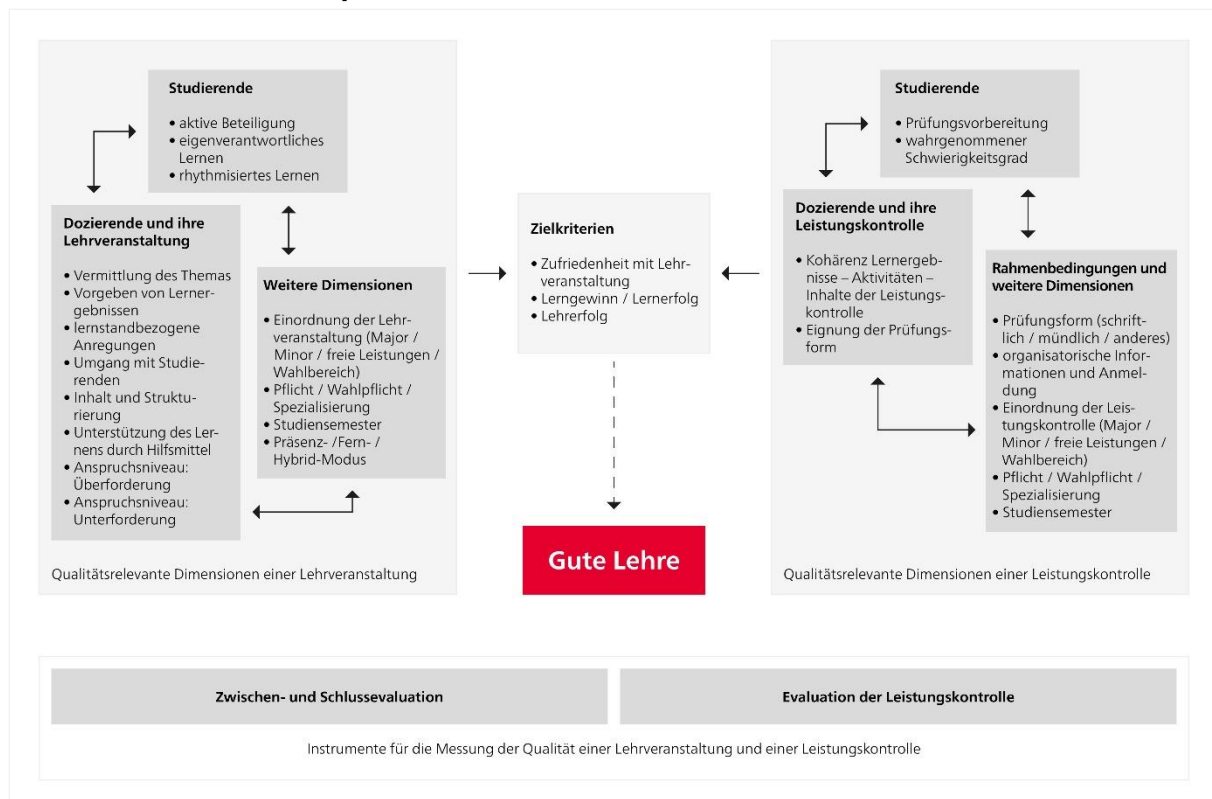 Studierende
• aktive Beteiligung
• eigenverantwortliches
Lernen
• rhythmisiertes Lernen
Dozierende und ihre
Lehrveranstaltung
• Vermittlung des Themas
• Vorgeben von Lerner-
gebnissen
• lernstandbezogene
Anregungen
• Umgang mit Studie-
renden
• Inhalt und Struktu-
rierung
• Unterstützung des Ler-
nens durch Hilfsmittel
• Anspruchsniveau:
Überforderung
• Anspruchsniveau:
Unterforderung
Weitere Dimensionen
• Einordnung der Lehr-
veranstaltung (Major /
Minor / freie Leistungen /
Wahlbereich)
• Pflicht / Wahlpflicht /
Spezialisierung
• Studiensemester
• Präsenz- /Fern- /
Hybrid-Modus
Qualitätsrelevante Dimensionen einer Lehrveranstaltung
Zielkriterien
• Zufriedenheit mit Lehr-
veranstaltung
• Lerngewinn / Lernerfolg
• Lehrerfolg
Gute Lehre
Studierende
• Prüfungsvorbereitung
• wahrgenommener
Schwierigkeitsgrad
Dozierende und ihre
Leistungskontrolle
• Kohärenz Lernergeb-
nisse – Aktivitäten –
Inhalte der Leistungs-
kontrolle
• Eignung der Prüfungs-
form
Rahmenbedingungen und
weitere Dimensionen
• Prüfungsform (schrift-
lich / mündlich / anderes)
• organisatorische Infor-
mationen und Anmel-
dung
• Einordnung der Leis-
tungskontrolle (Major /
Minor / freie Leistungen /
Wahlbereich)
• Pflicht / Wahlpflicht /
Spezialisierung
• Studiensemester
Qualitätsrelevante Dimensionen einer Leistungskontrolle
Zwischen- und Schlussevaluation
Evaluation der Leistungskontrolle
Instrumente für die Messung der Qualität einer Lehrveranstaltung und einer Leistungskontrolle